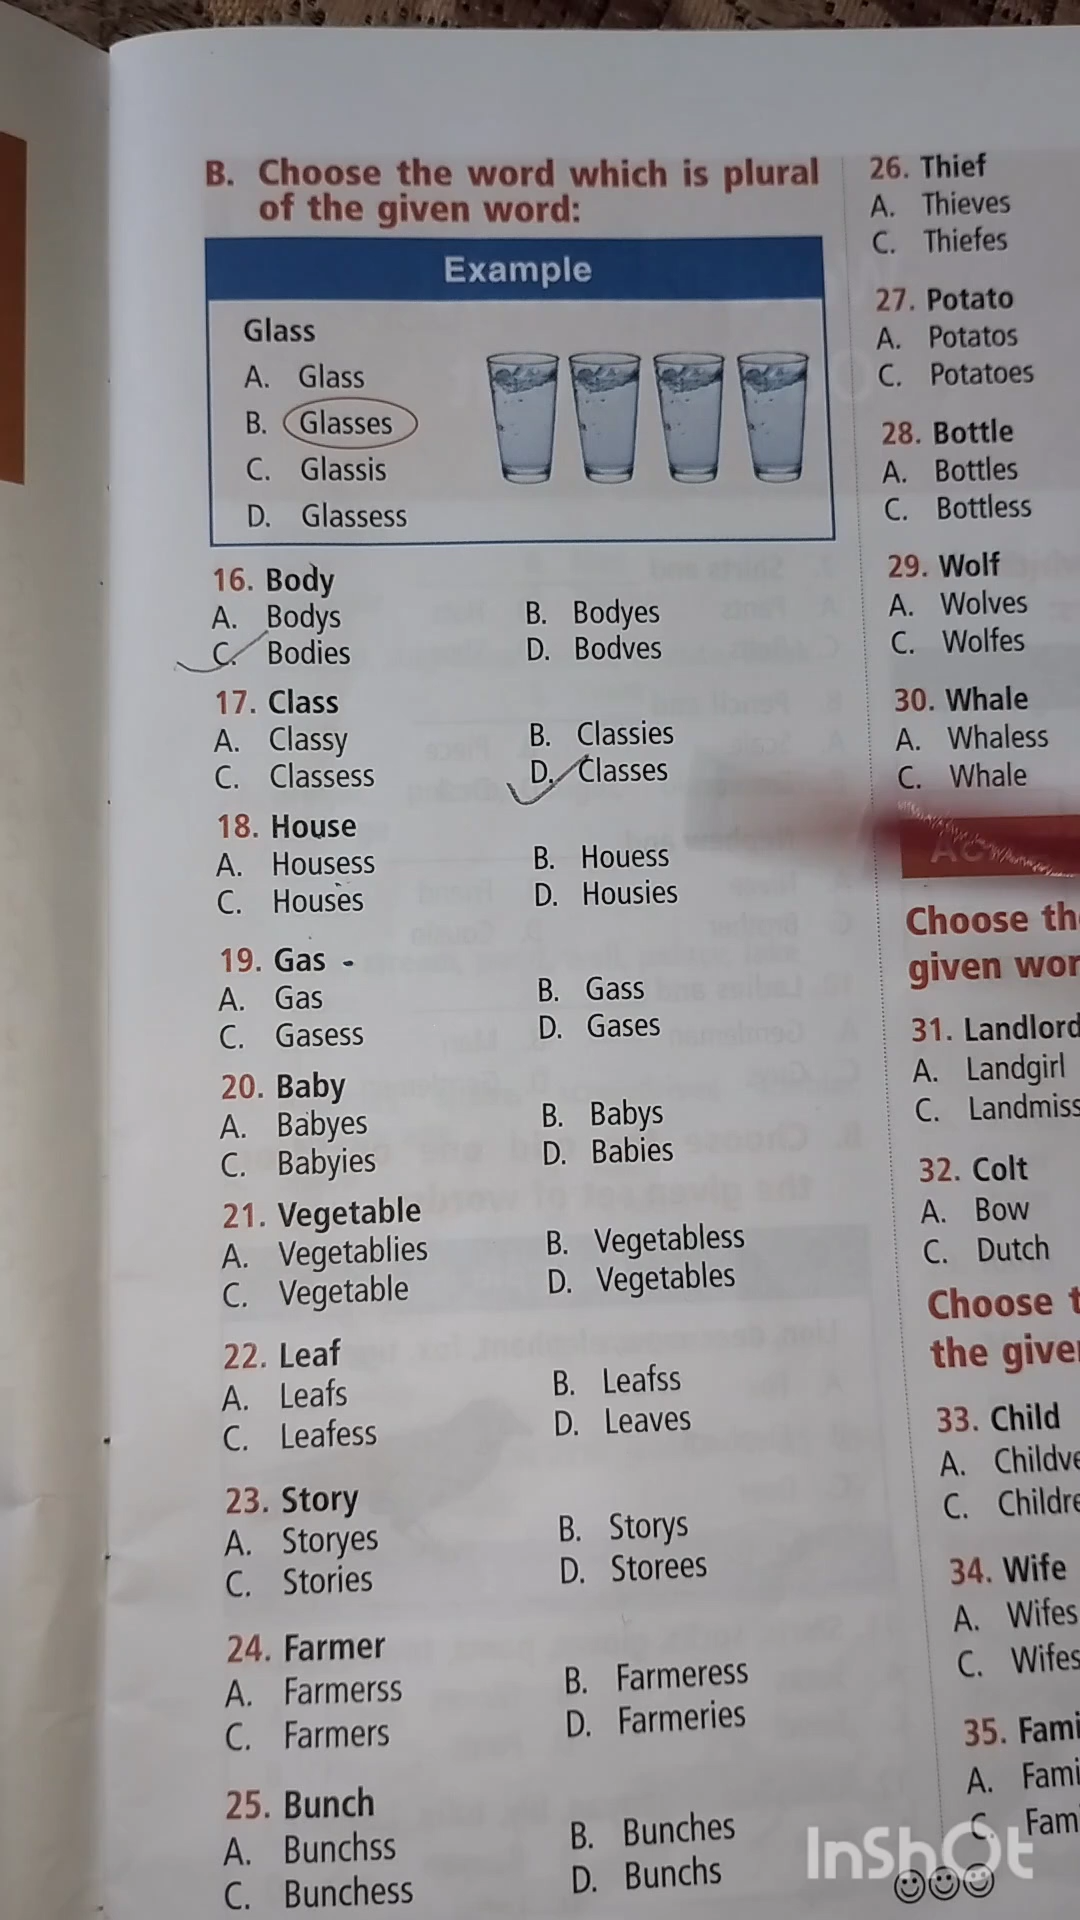 B. Choose the word which is plural
of the given word:
Example
Glass
A. Glass
B. Glasses
C. Glassis
D. Glassess
16. Body
A. Bodys B. Bodyes
C. Bodies D. Bodves
17. Class
A. Classy B. Classies
C. Classess D. Classes
18. House
A. Housess B. Houess
C. Houses D. Housies
19. Gas -
A. Gas B. Gass
C. Gasess D. Gases
20. Baby
A. Babyes B. Babys
C. Babyies D. Babies
21. Vegetable
A. Vegetablies B. Vegetabless
C. Vegetable D. Vegetables
22. Leaf
A. Leafs B. Leafss
C. Leafess D. Leaves
23. Story
A. Storyes B. Storys
C. Stories D. Storees
24. Farmer
A. Farmerss B. Farmeress
C. Farmers D. Farmeries
25. Bunch
A. Bunchss B. Bunches
C. Bunchess D. Bunchs
26. Thief
A. Thieves
C. Thiefes
27. Potato
A. Potatos
C. Potatoes
28. Bottle
A. Bottles
C. Bottless
29. Wolf
A. Wolves
C. Wolfes
30. Whale
A. Whaless
C. Whale
Choose th
given wor
31. Landlord
A. Landgirl
C. Landmiss
32. Colt
A. Bow
C. Dutch
Choose t
the give
33. Child
A. Childve
C. Childre
34. Wife
A. Wifes
C. Wifes
35. Fami
A. Fami
C. Fam
InShOt